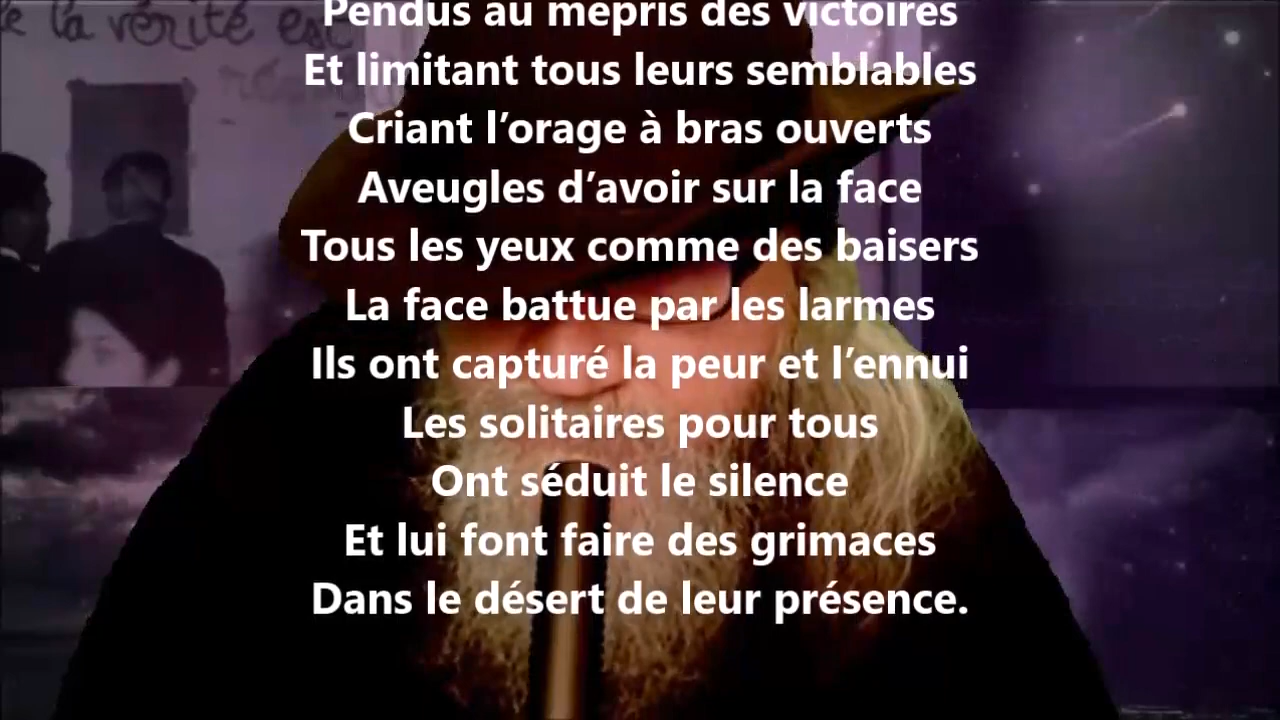 de la vérité est
Pendus au mépris des victoires
Et limitant tous leurs semblables
Criant l’orage à bras ouverts
Aveugles d’avoir sur la face
Tous les yeux comme des baisers
La face battue par les larmes
Ils ont capturé la peur et l’ennui
Les solitaires pour tous
Ont séduit le silence
Et lui font faire des grimaces
Dans le désert de leur présence.